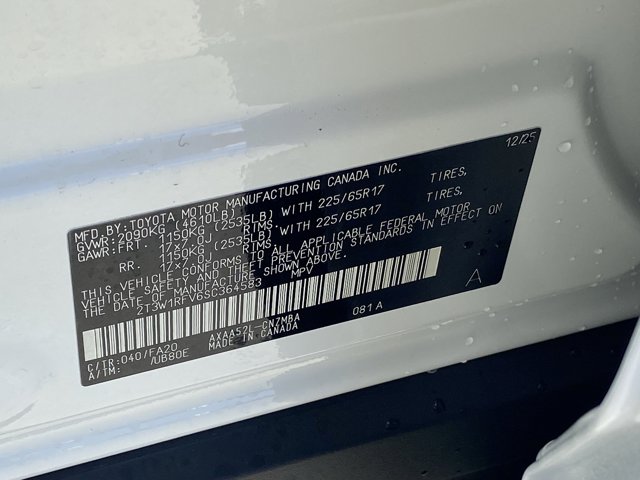 12/25
MFD. BY:TOYOTA MOTOR MANUFACTURING CANADA INC.
GVWR: 2090KG ( 4610LB)
GAWR: FRT. 1150KG (2535LB) WITH 225/65R17 TIRES,
17x7.0J RIMS,
RR. 1150KG (2535LB) WITH 225/65R17 TIRES,
17x7.0J RIMS,
THIS VEHICLE CONFORMS TO ALL APPLICABLE FEDERAL MOTOR
VEHICLE SAFETY AND THEFT PREVENTION STANDARDS IN EFFECT ON
THE DATE OF MANUFACTURE SHOWN ABOVE.
2T3W1RFV6SC364583 MPV
A
C/TR:040/FA20 AXAA52L-CNZMBA 081A
A/TM: /UB80E MADE IN CANADA